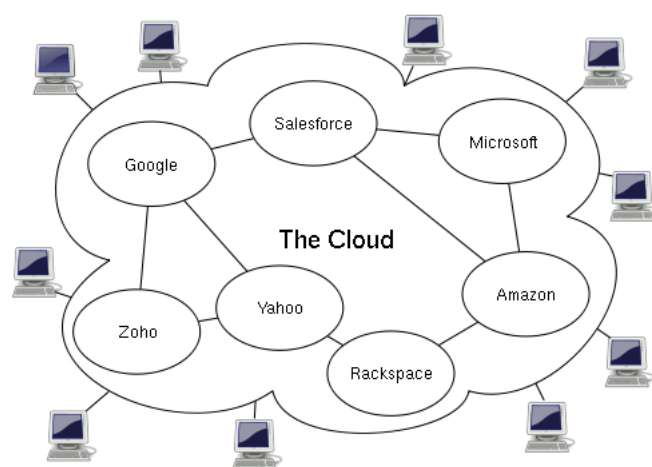 Salesforce
Microsoft
Google
The Cloud
Amazon
Yahoo
Zoho
Rackspace